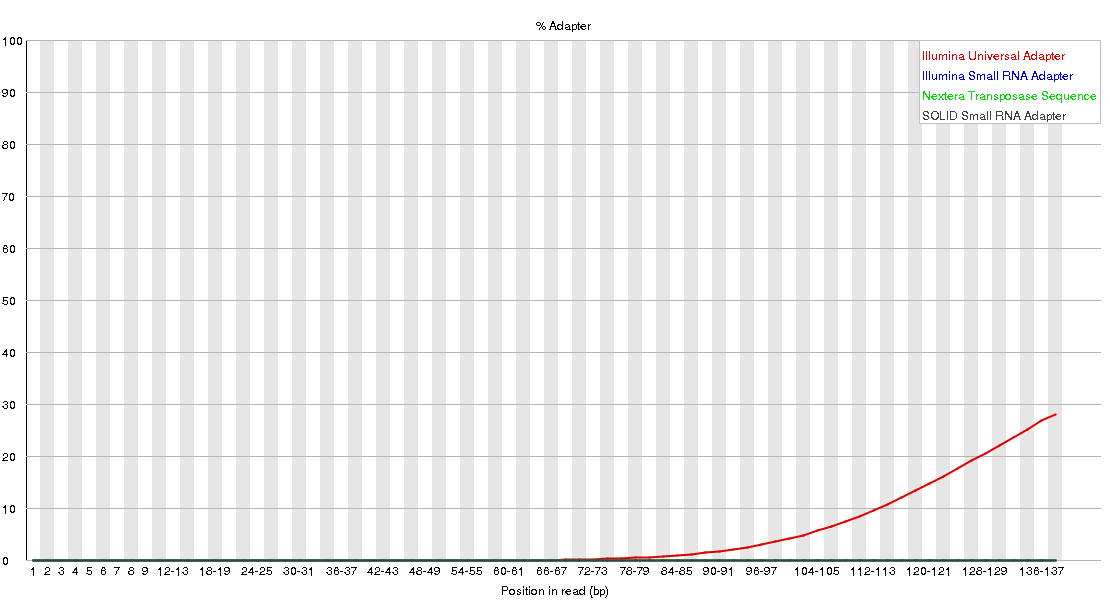 % Adapter
100
90
80
70
60
50
40
30
20
10
0
Illumina Universal Adapter
Illumina Small RNA Adapter
Nextera Transposase Sequence
SOLID Small RNA Adapter
1 2 3 4 5 6 7 8 9 12-13 18-19 24-25 30-31 36-37 42-43 48-49 54-55 60-61 66-67 72-73 78-79 84-85 90-91 96-97 104-105 112-113 120-121 128-129 136-137
Position in read (bp)